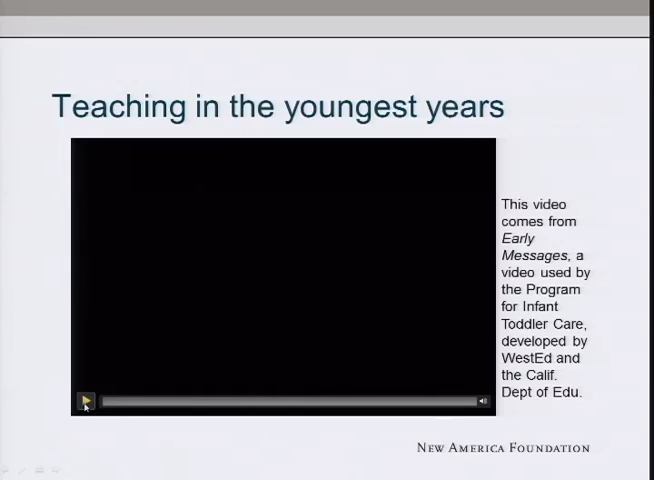 Teaching in the youngest years
This video
comes from
Early
Messages, a
video used by
the Program
for Infant
Toddler Care,
developed by
WestEd and
the Calif.
Dept of Edu.
NEW AMERICA FOUNDATION